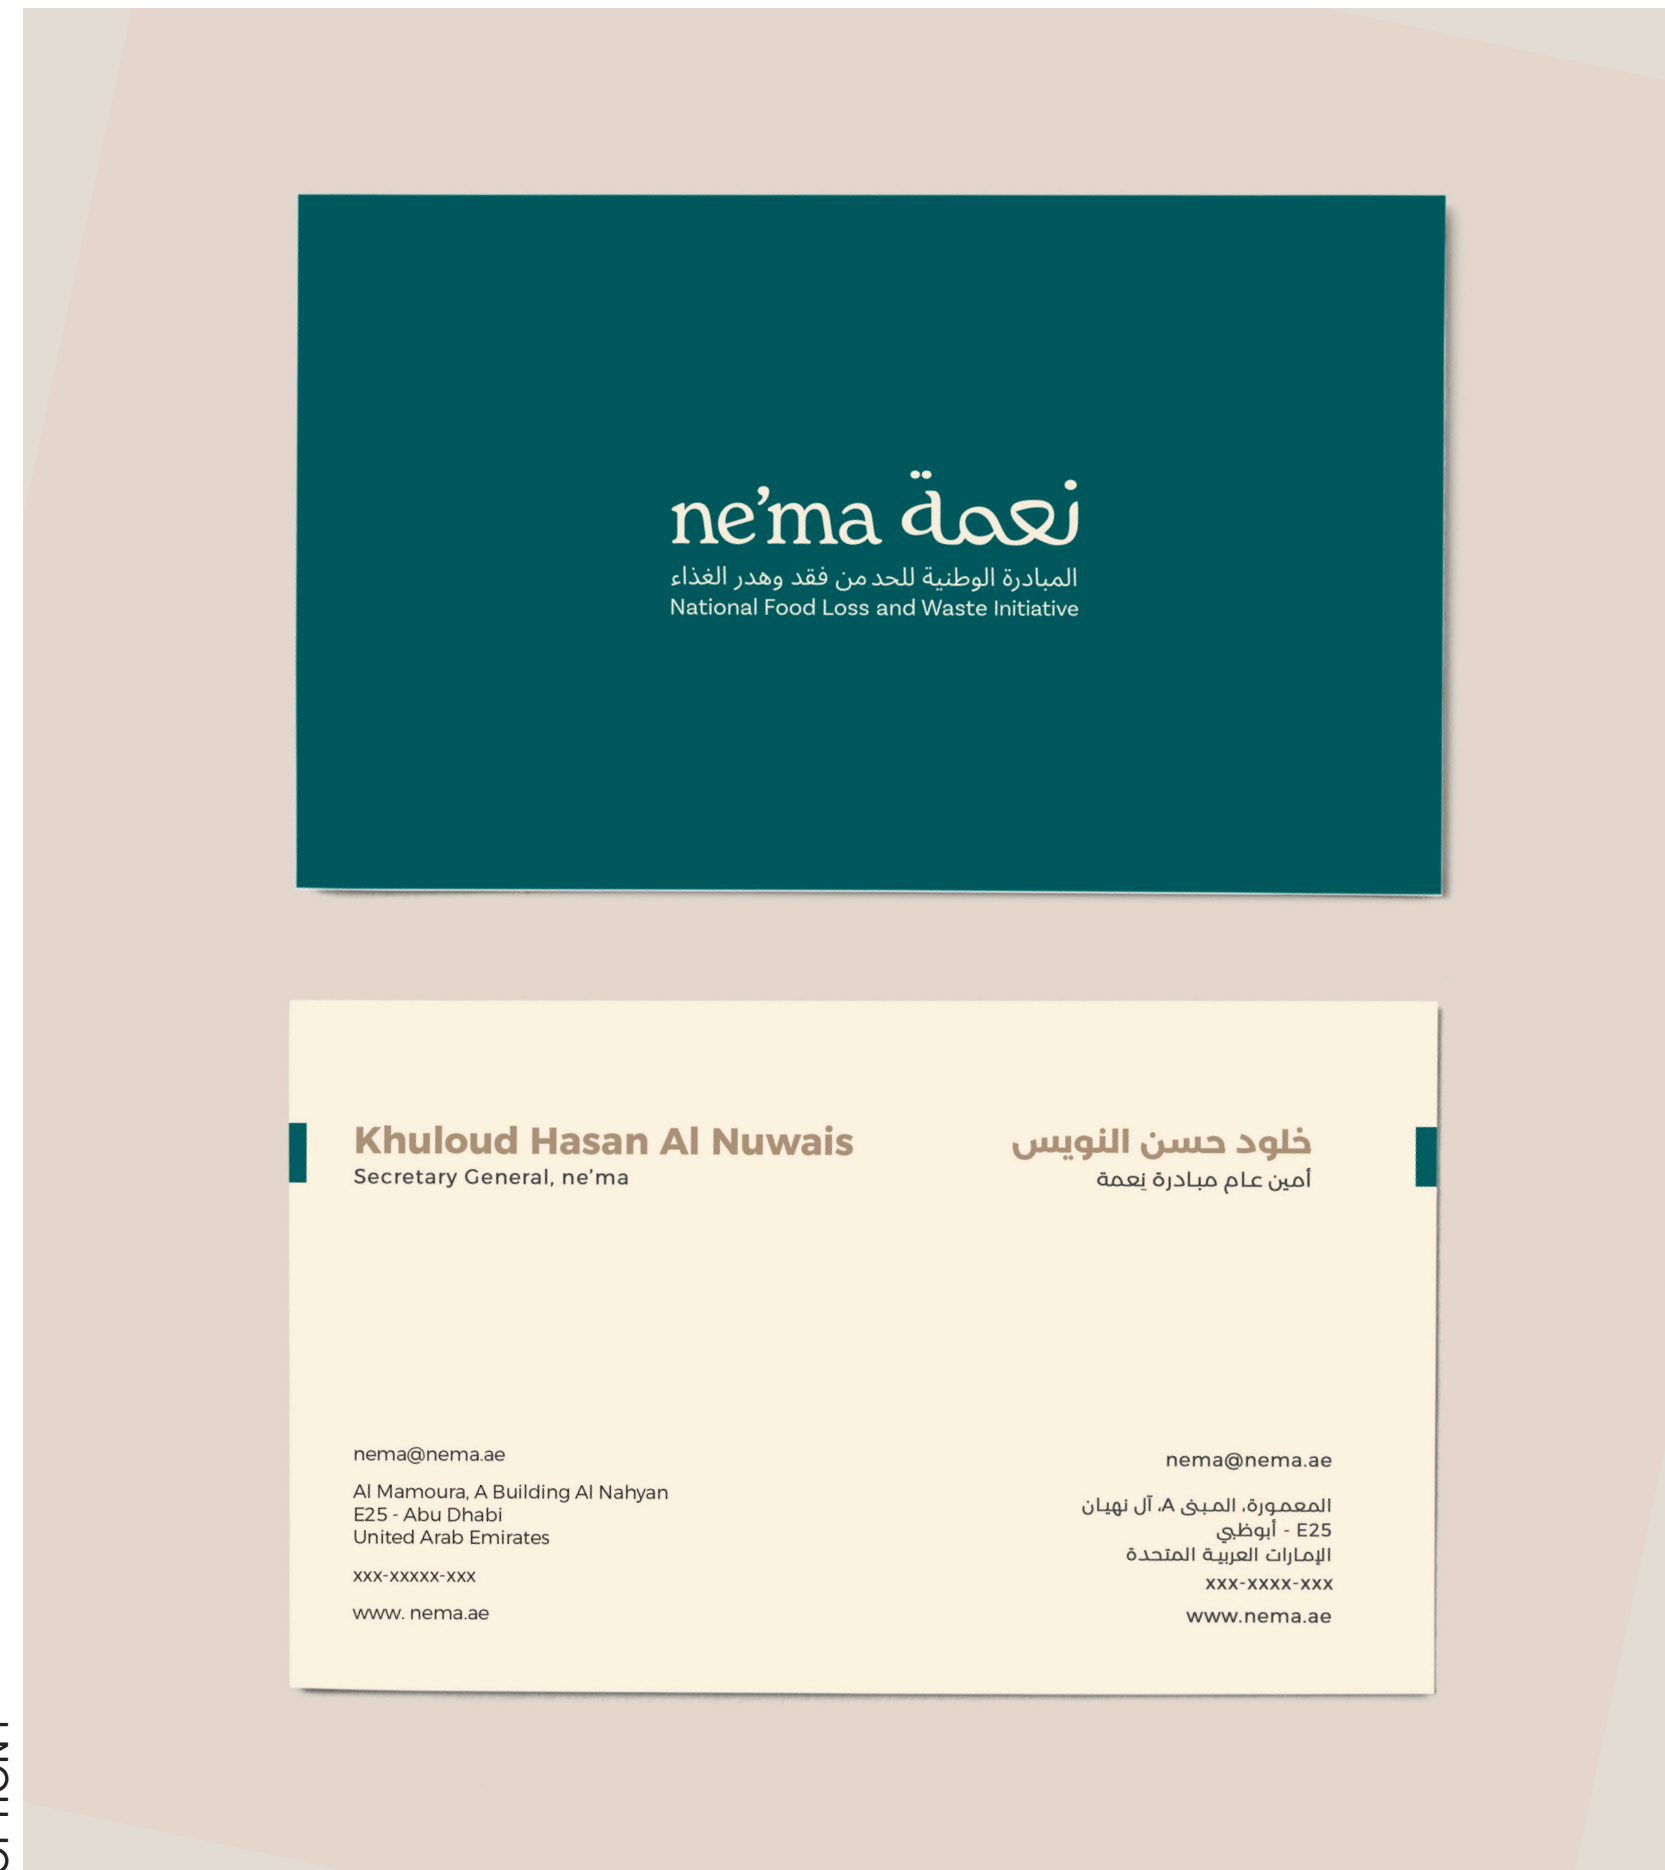 ne’ma نعمة
المبادرة الوطنية للحد من فقد وهدر الغذاء
National Food Loss and Waste Initiative
Khuloud Hasan Al Nuwais
Secretary General, ne’ma
nema@nema.ae
Al Mamoura, A Building Al Nahyan
E25 - Abu Dhabi
United Arab Emirates
xxx-xxxxx-xxx
www. nema.ae
خلود حسن النويس
أمين عام مبادرة نِعمة
nema@nema.ae
المعمورة، المبنى A، آل نهيان
E25 - أبوظبي
الإمارات العربية المتحدة
xxx-xxxx-xxx
www.nema.ae